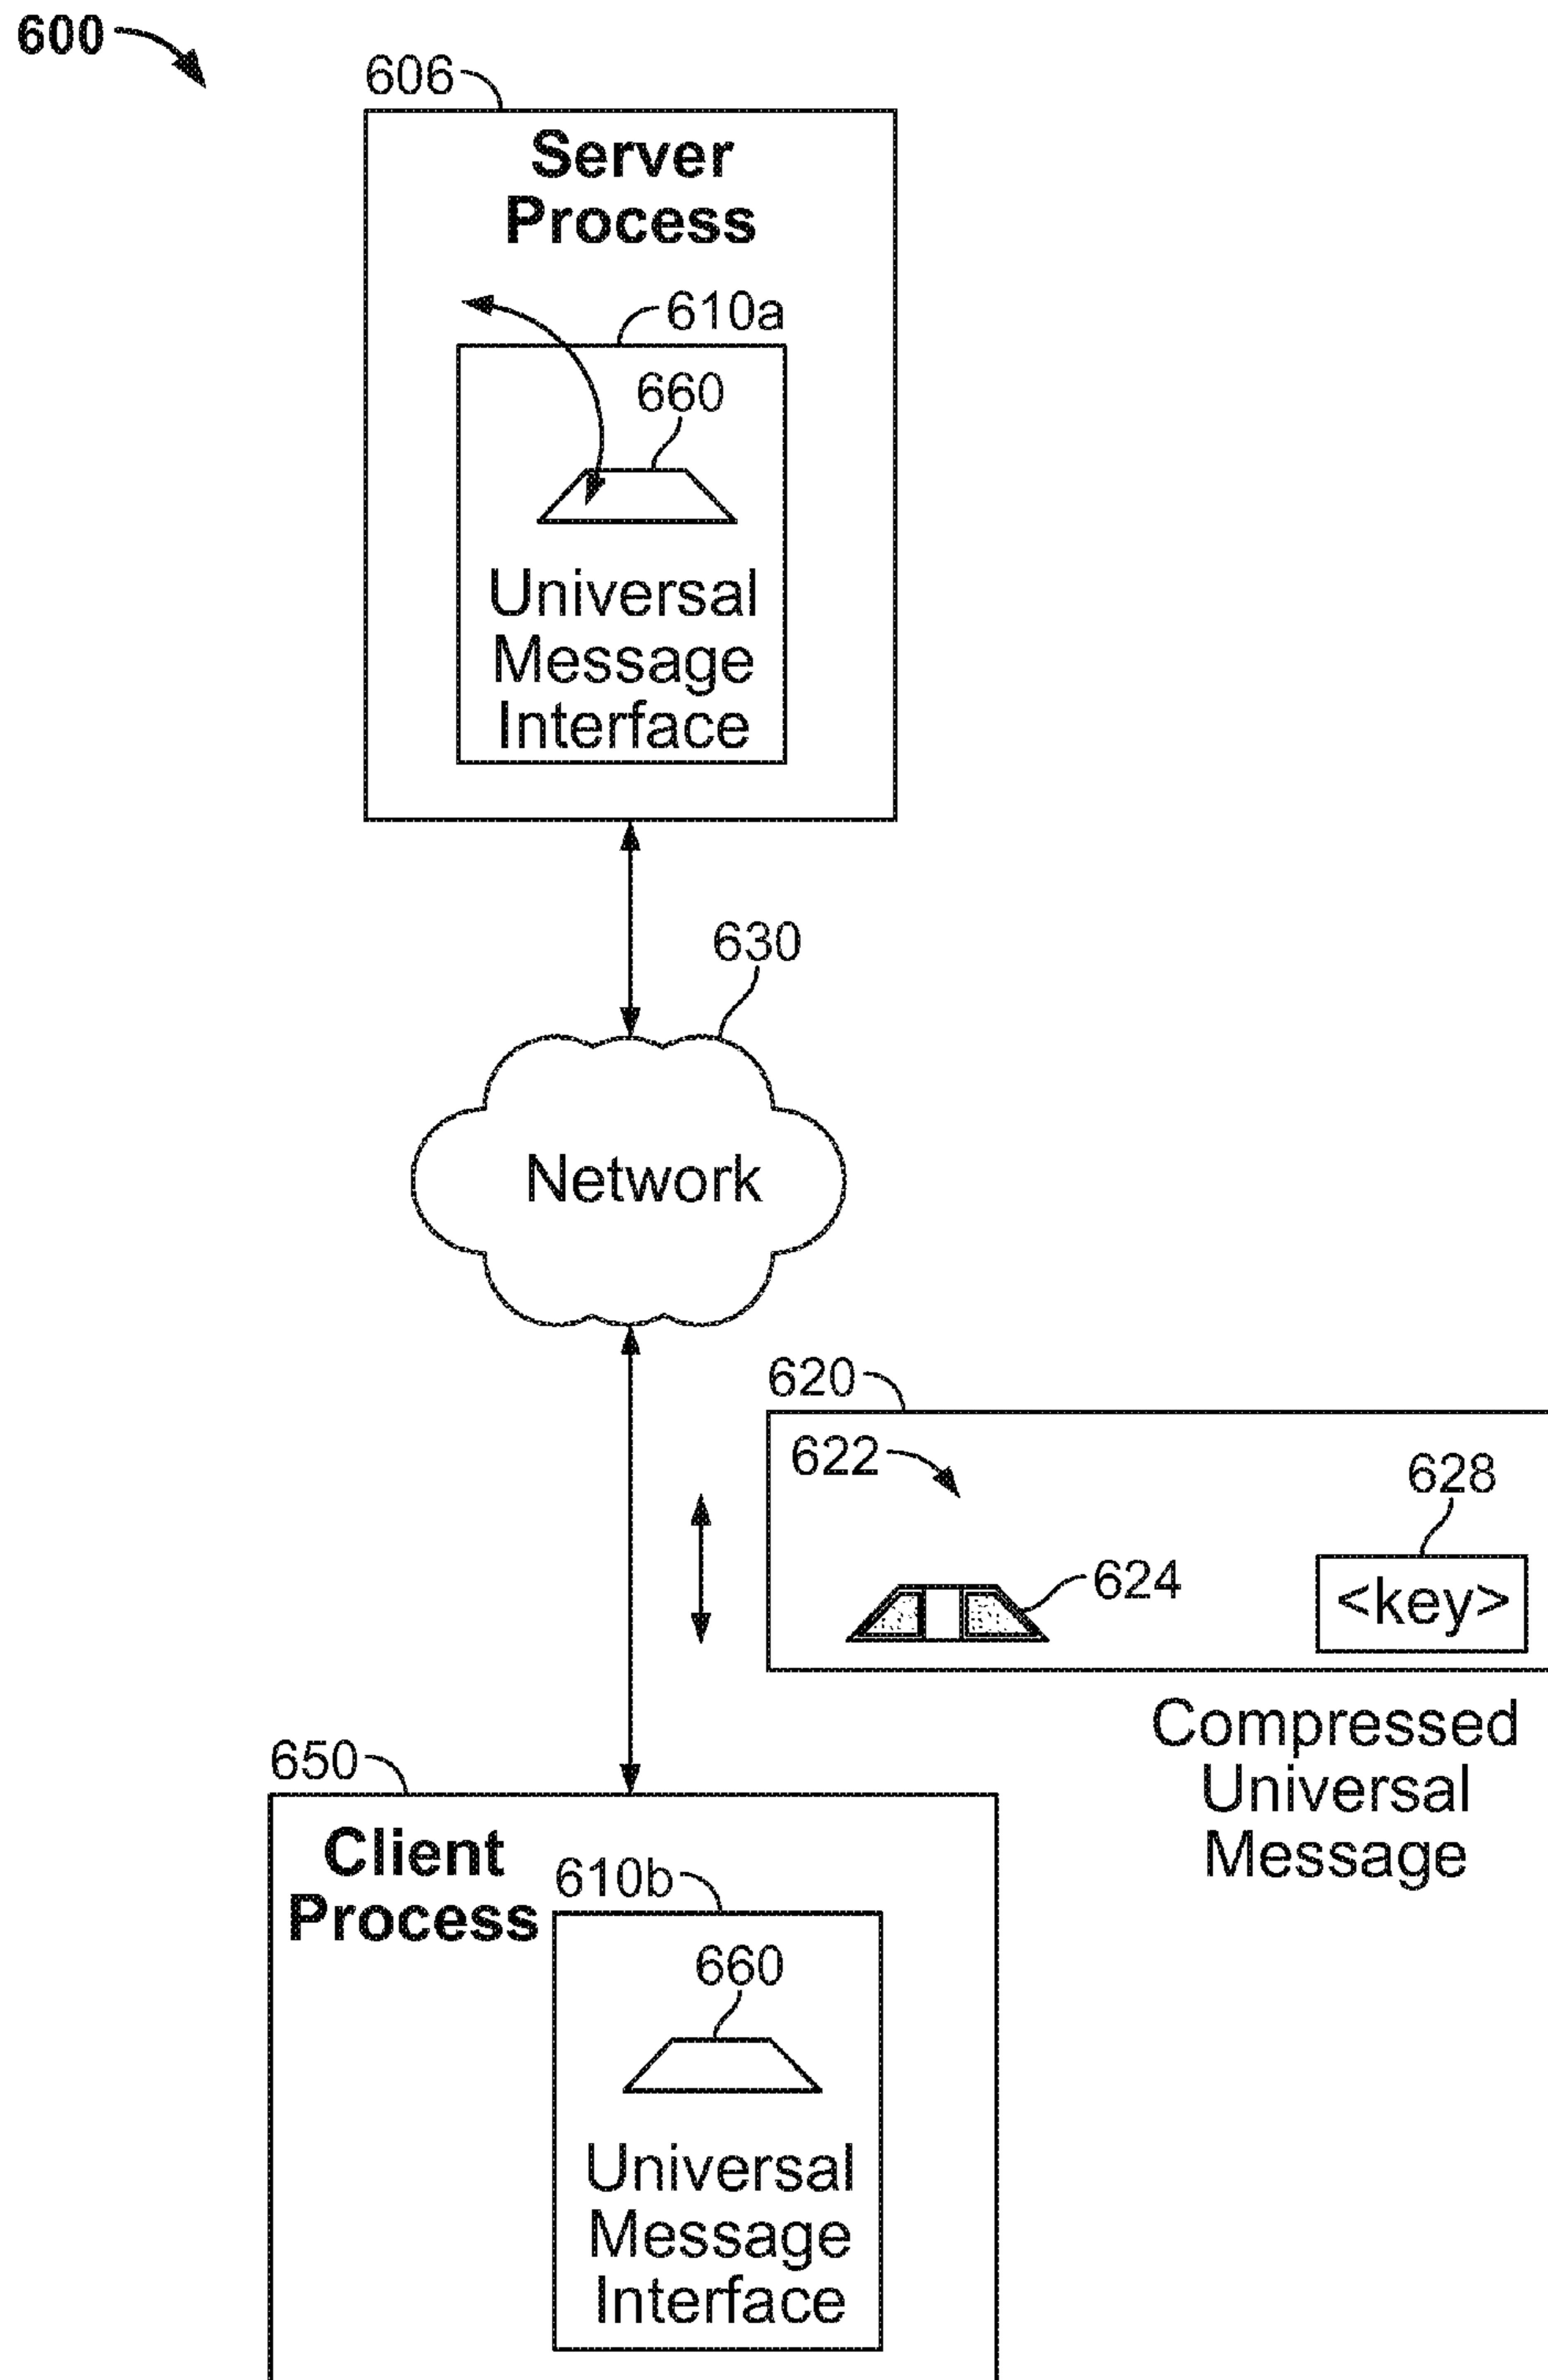 600
606
Server
Process
610a
660
Universal
Message
Interface
630
Network
620
622
628
624
<key>
Compressed
Universal
Message
650
Client
Process
610b
660
Universal
Message
Interface